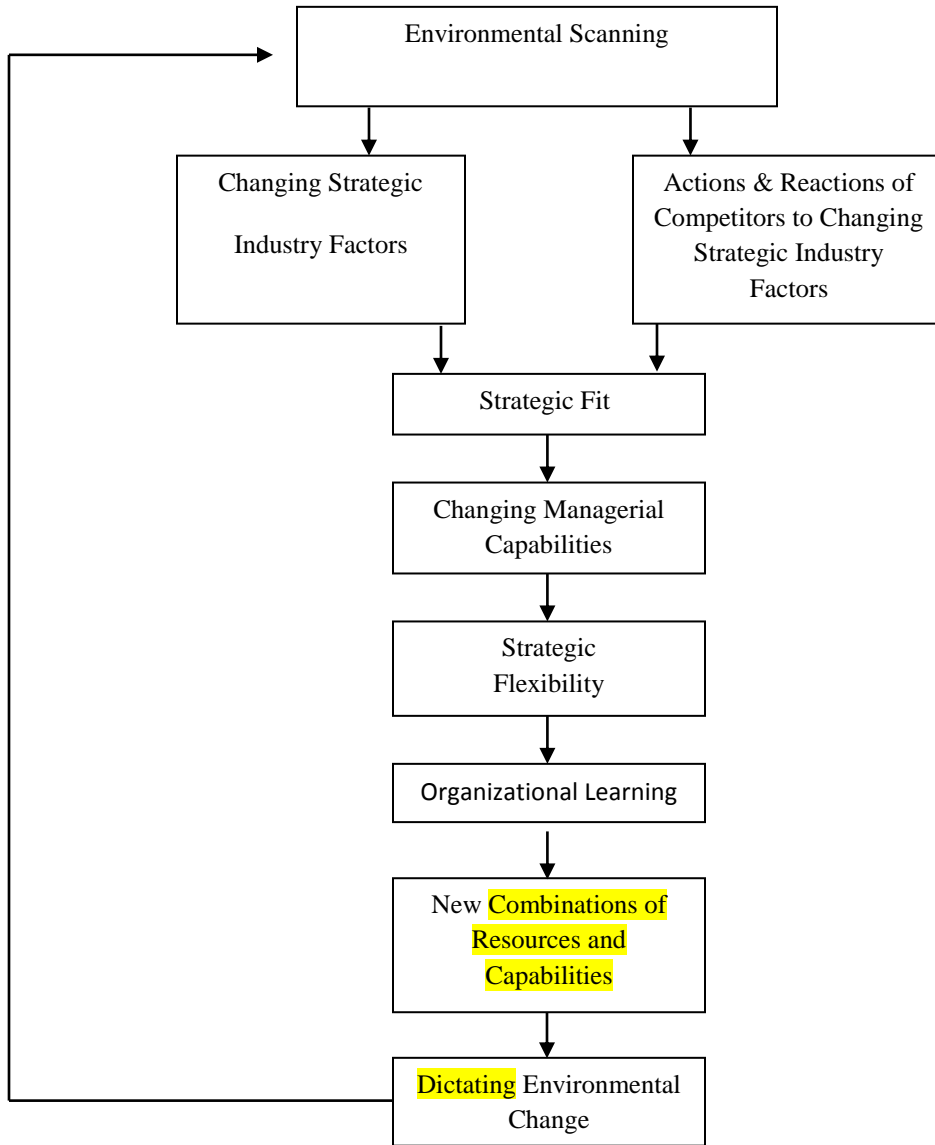 Environmental Scanning
Changing Strategic
Industry Factors
Actions & Reactions of
Competitors to Changing
Strategic Industry
Factors
Strategic Fit
Changing Managerial
Capabilities
Strategic
Flexibility
Organizational Learning
New Combinations of
Resources and
Capabilities
Dictating Environmental
Change